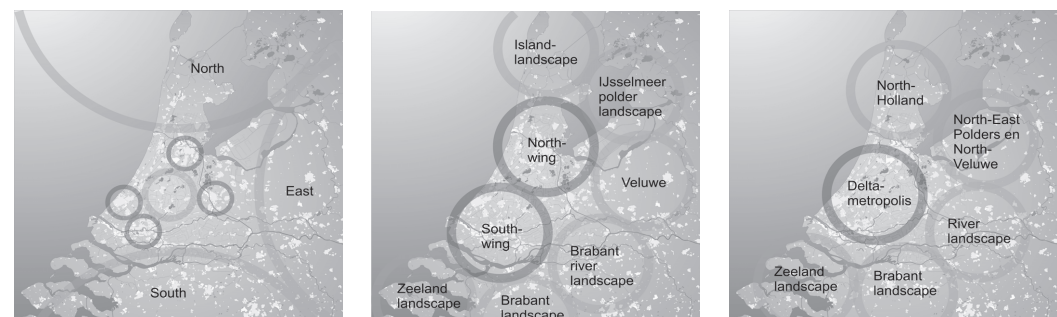 North
East
South
Island-
landscape
IJsselmeer
polder
landscape
North-
wing
Veluwe
South-
wing
Brabant
river
landscape
Zeeland
landscape
Brabant
landscap
North-
Holland
North-East
Polders en
North-
Veluwe
Delta-
metropolis
River
landscape
Zeeland
landscape
Brabant
landscape